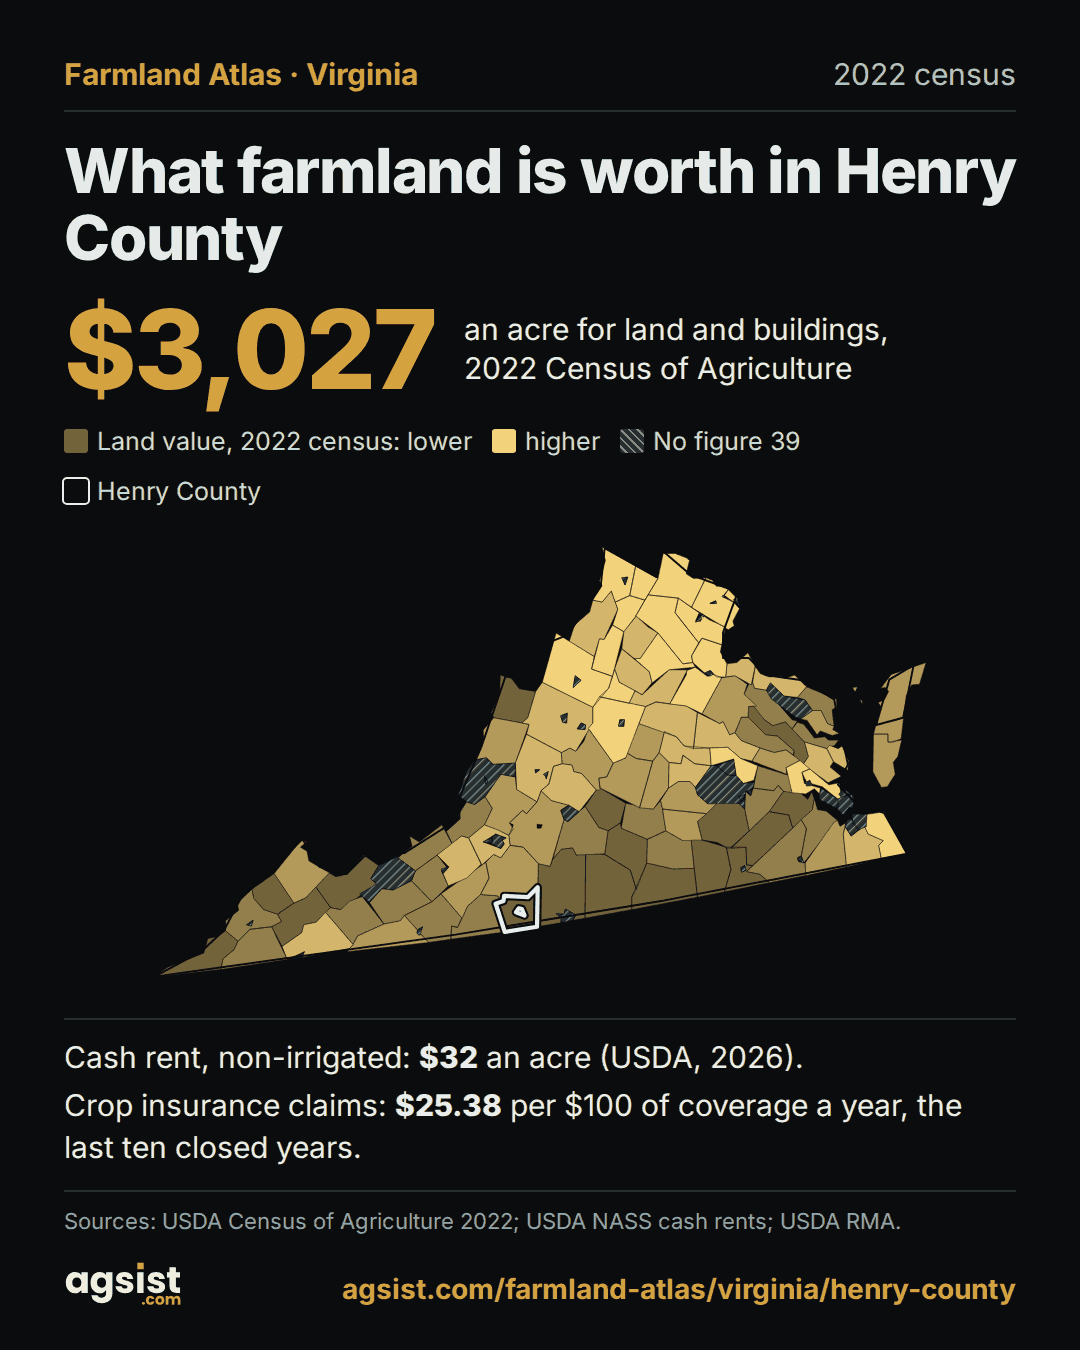 Farmland Atlas · Virginia
2022 census
What farmland is worth in Henry
County
$3,027
an acre for land and buildings,
2022 Census of Agriculture
Land value, 2022 census: lower
higher
No figure 39
Henry County
Cash rent, non-irrigated: $32 an acre (USDA, 2026).
Crop insurance claims: $25.38 per $100 of coverage a year, the
last ten closed years.
Sources: USDA Census of Agriculture 2022; USDA NASS cash rents; USDA RMA.
agsist
.com
agsist.com/farmland-atlas/virginia/henry-county